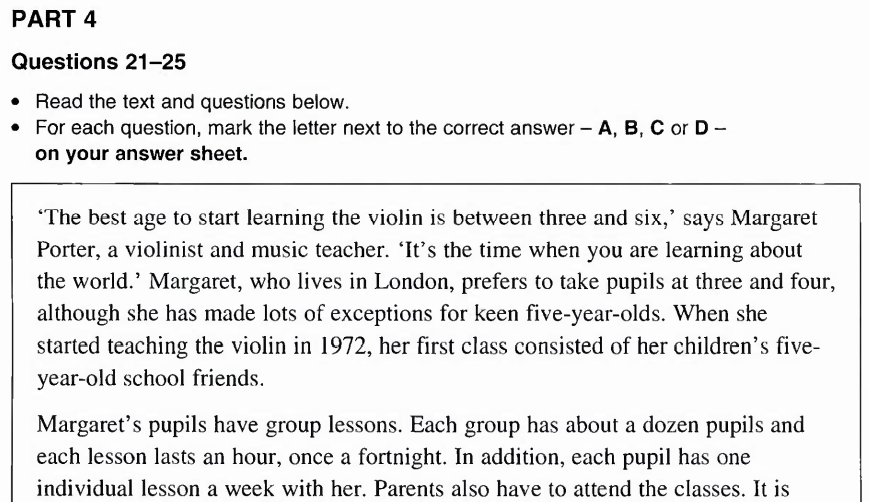 PART 4
Questions 21–25
• Read the text and questions below.
• For each question, mark the letter next to the correct answer – A, B, C or D –
on your answer sheet.
‘The best age to start learning the violin is between three and six,’ says Margaret
Porter, a violinist and music teacher. ‘It’s the time when you are learning about
the world.’ Margaret, who lives in London, prefers to take pupils at three and four,
although she has made lots of exceptions for keen five-year-olds. When she
started teaching the violin in 1972, her first class consisted of her children’s five-
year-old school friends.
Margaret’s pupils have group lessons. Each group has about a dozen pupils and
each lesson lasts an hour, once a fortnight. In addition, each pupil has one
individual lesson a week with her. Parents also have to attend the classes. It is